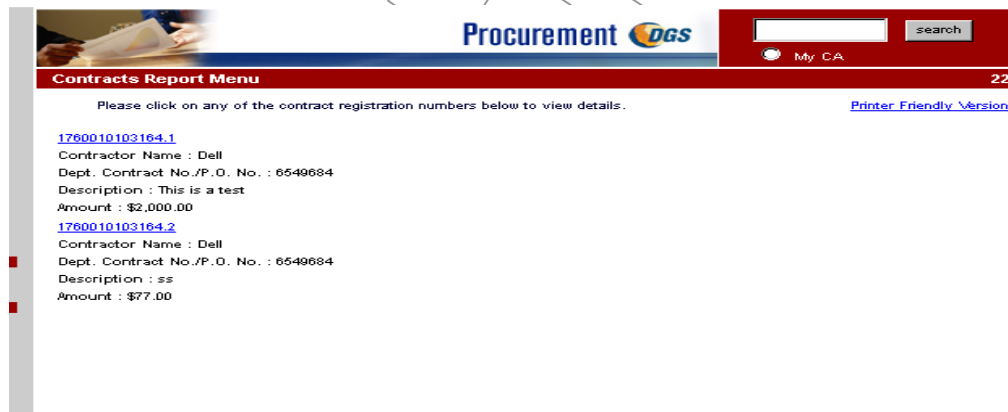 Procurement DGS
search
My CA
Contracts Report Menu 22
Please click on any of the contract registration numbers below to view details. Printer Friendly Version
1760010103164.1
Contractor Name : Dell
Dept. Contract No./P.O. No. : 6549684
Description : This is a test
Amount : $2,000.00
1760010103164.2
Contractor Name : Dell
Dept. Contract No./P.O. No. : 6549684
Description : ss
Amount : $77.00